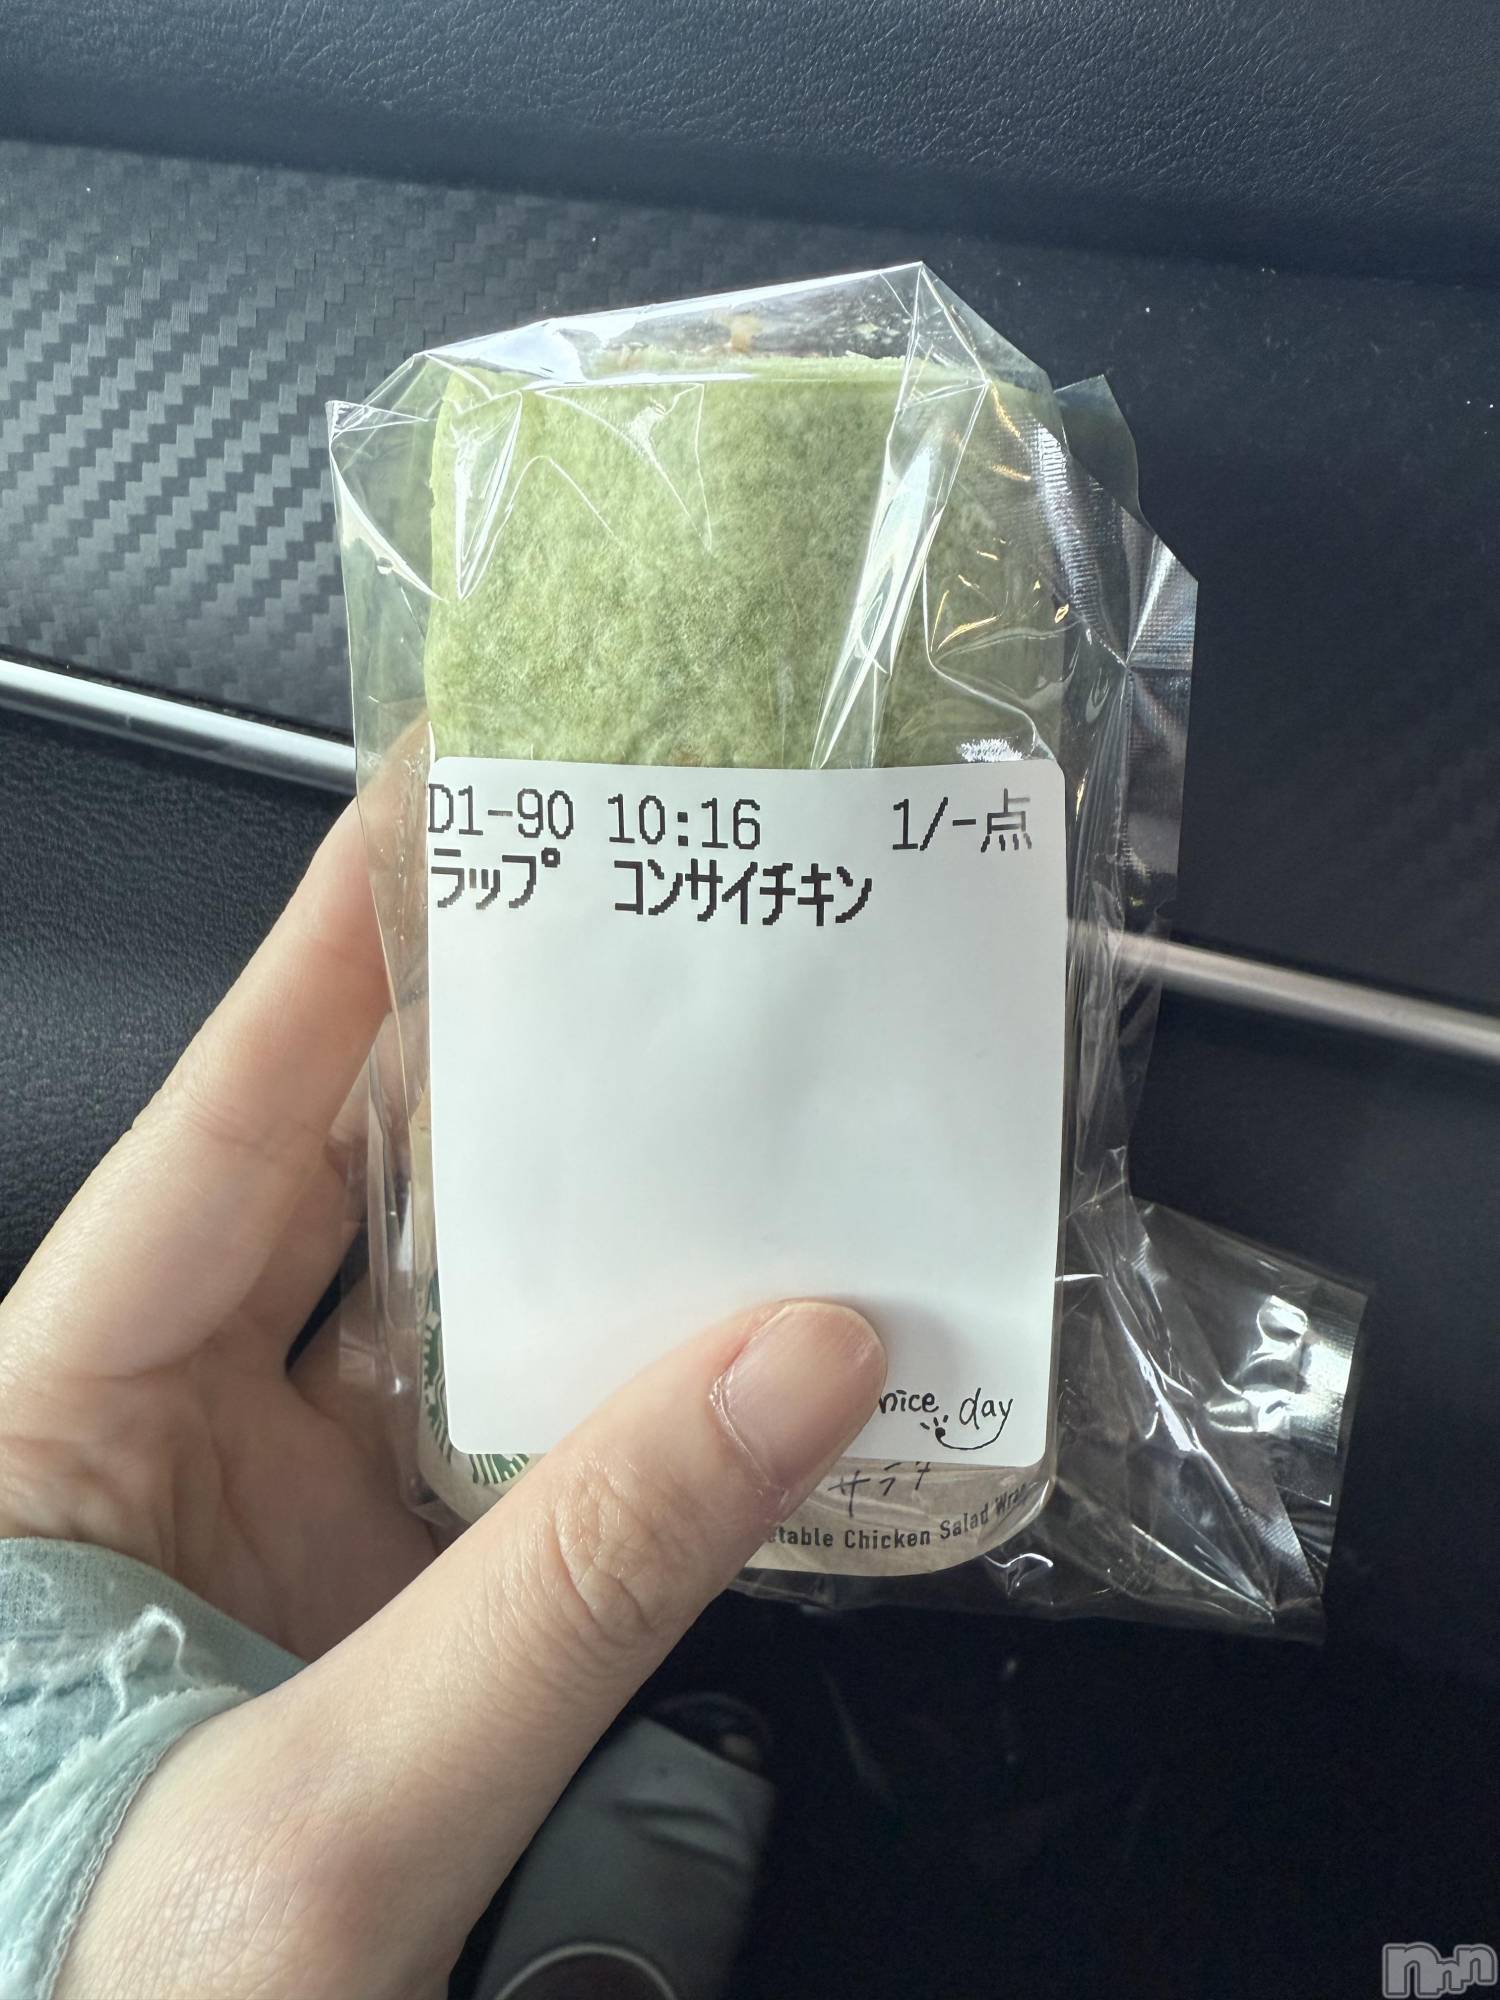 D1-90 10:16 1/-点
ラップ コンサイチキン
nice day
サラダ
Chicken Salad Wrap
nnn